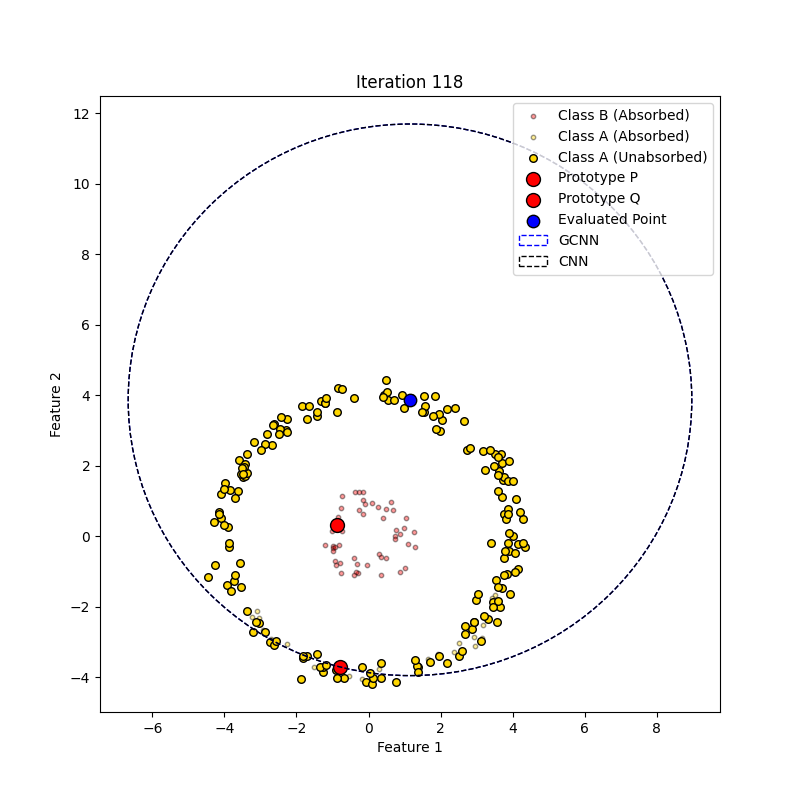 Iteration 118
Class B (Absorbed)
Class A (Absorbed)
Class A (Unabsorbed)
Prototype P
Prototype Q
Evaluated Point
GCNN
CNN
12
10
8
6
4
2
0
−2
−4
Feature 2
−6 −4 −2 0 2 4 6 8
Feature 1